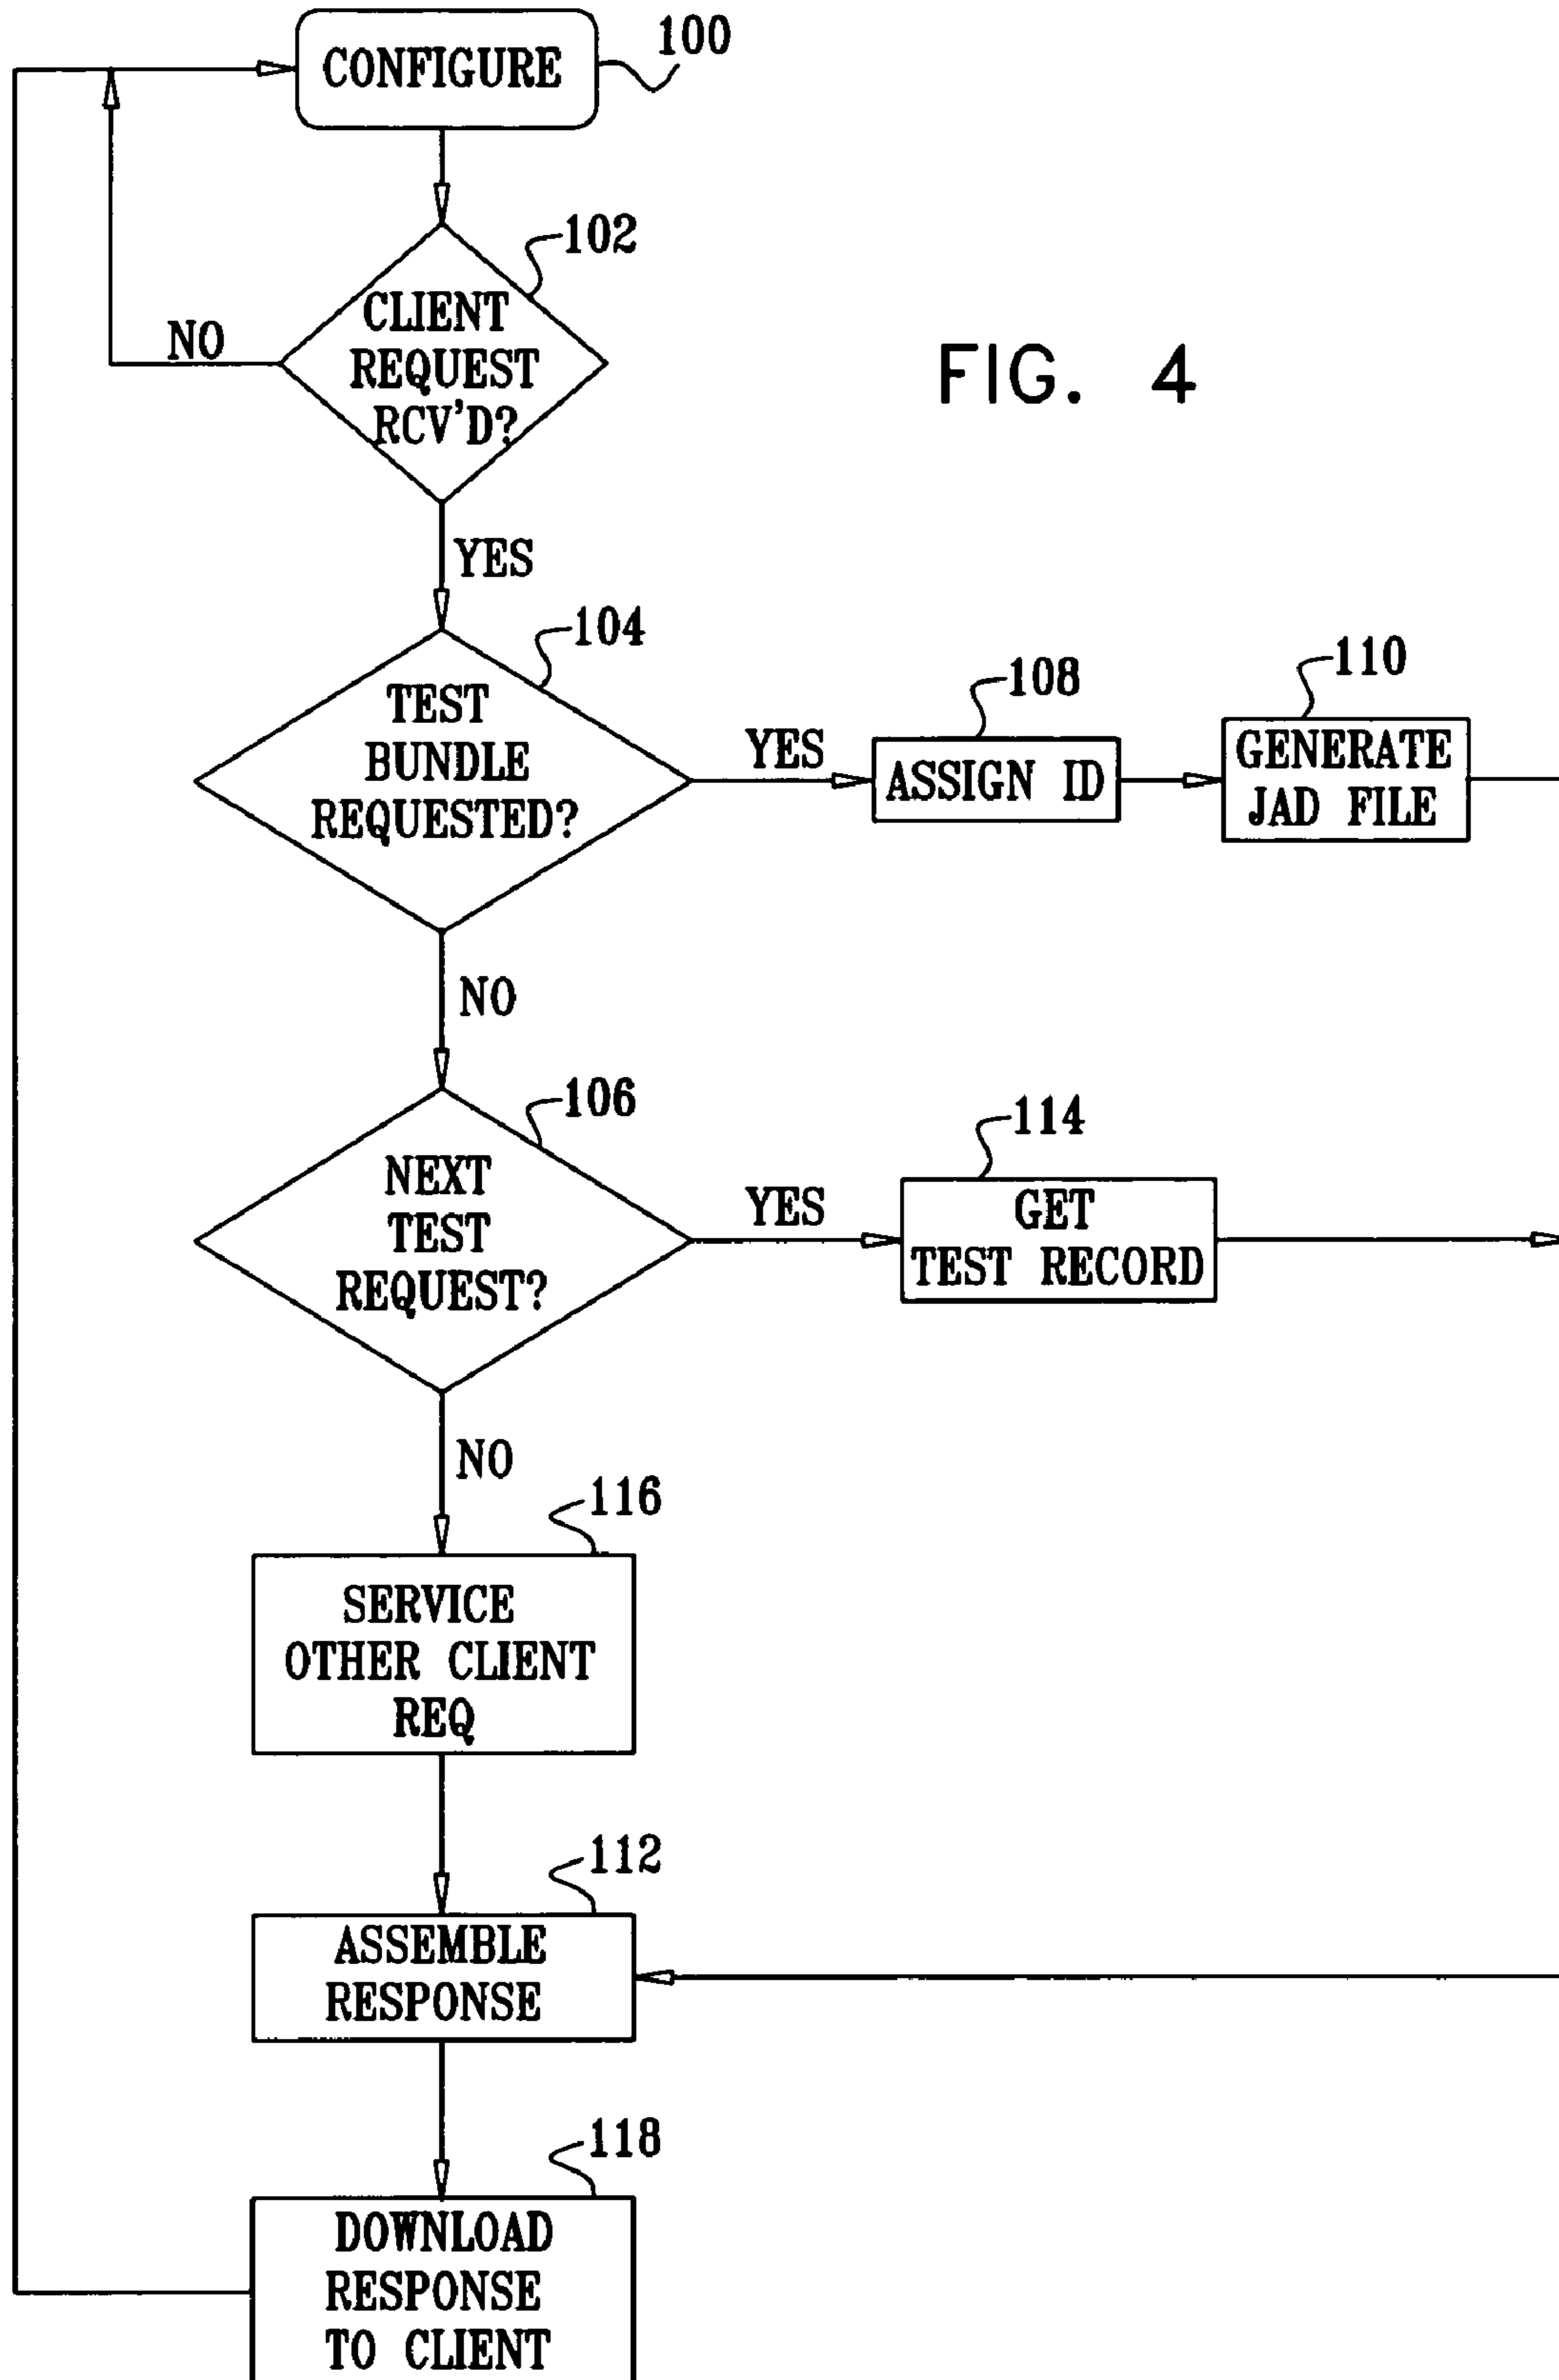 CONFIGURE
100
102
CLIENT
REQUEST
RCV'D?
NO
FIG. 4
YES
104
TEST
BUNDLE
REQUESTED?
YES
108
ASSIGN ID
110
GENERATE
JAD FILE
NO
106
NEXT
TEST
REQUEST?
YES
114
GET
TEST RECORD
NO
116
SERVICE
OTHER CLIENT
REQ
112
ASSEMBLE
RESPONSE
118
DOWNLOAD
RESPONSE
TO CLIENT